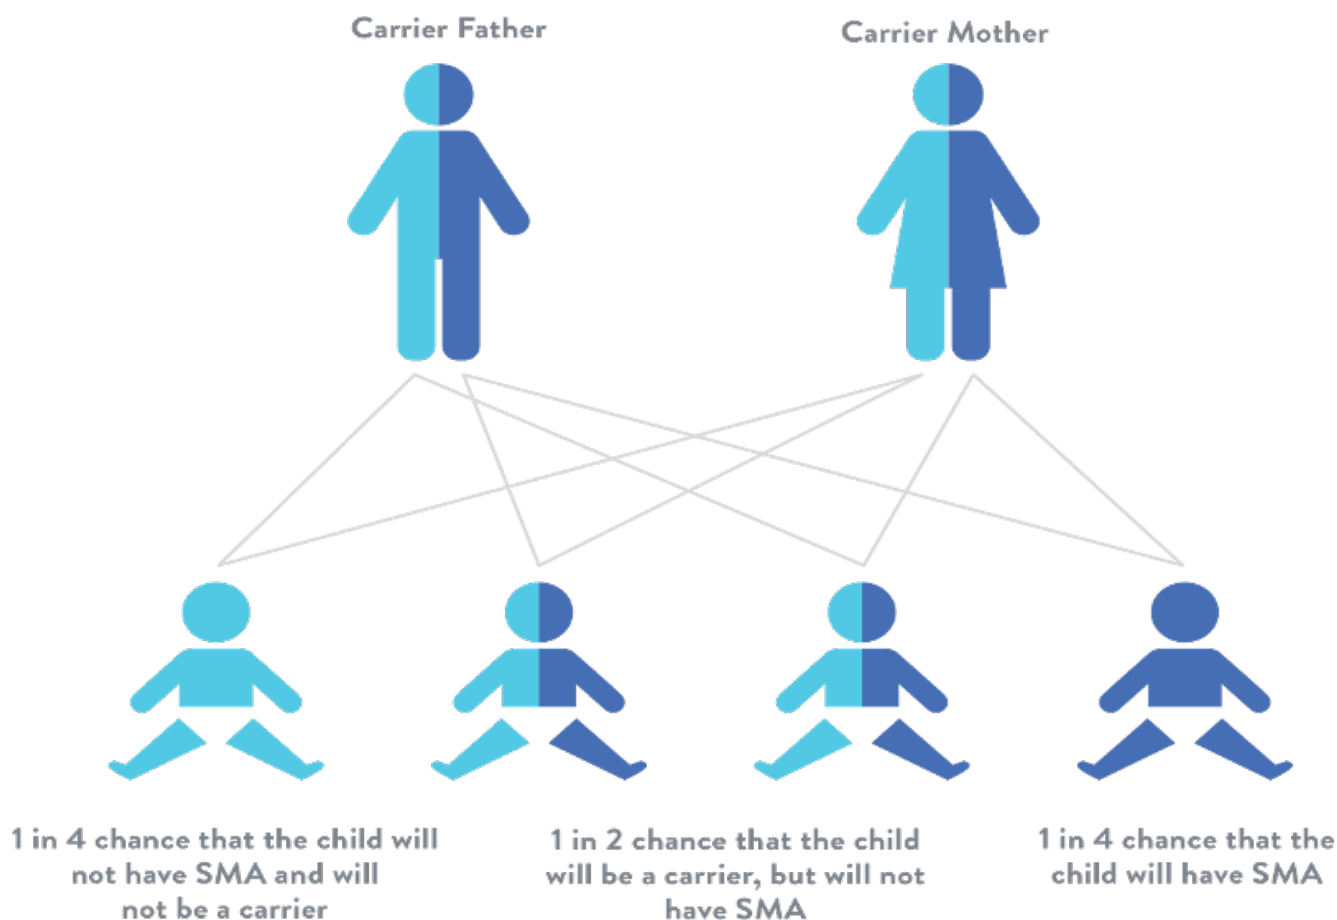 Carrier Father
Carrier Mother
1 in 4 chance that the child will
not have SMA and will
not be a carrier
1 in 2 chance that the child
will be a carrier, but will not
have SMA
1 in 4 chance that the
child will have SMA